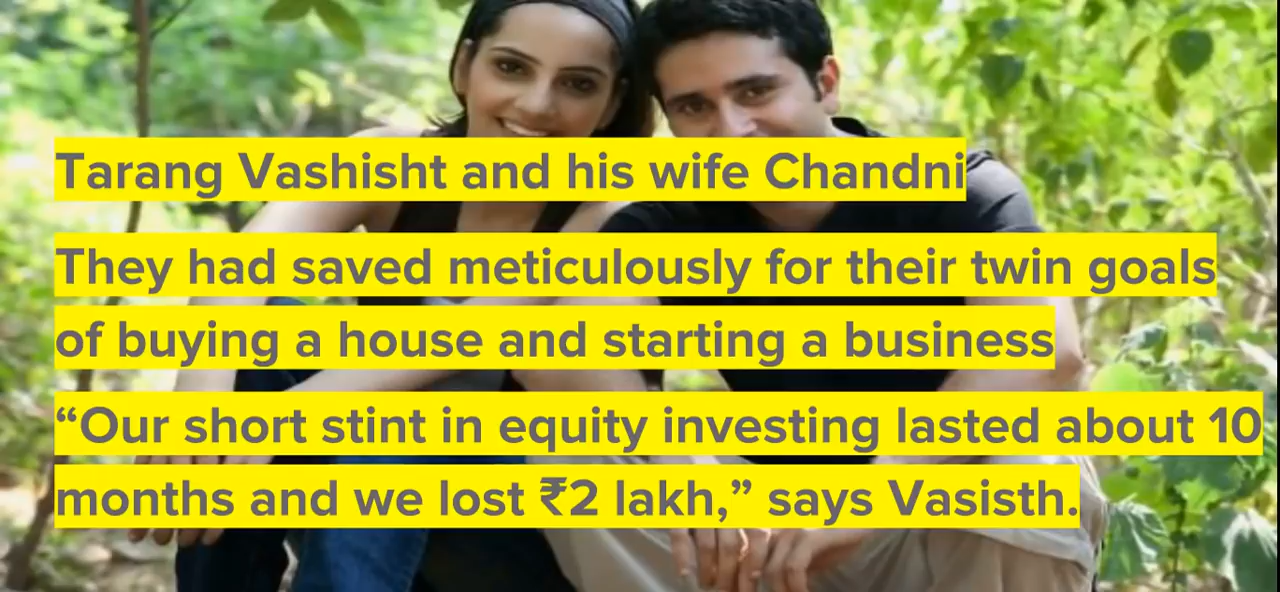 Tarang Vashisht and his wife Chandni
They had saved meticulously for their twin goals
of buying a house and starting a business
“Our short stint in equity investing lasted about 10
months and we lost ₹2 lakh,” says Vasisth.